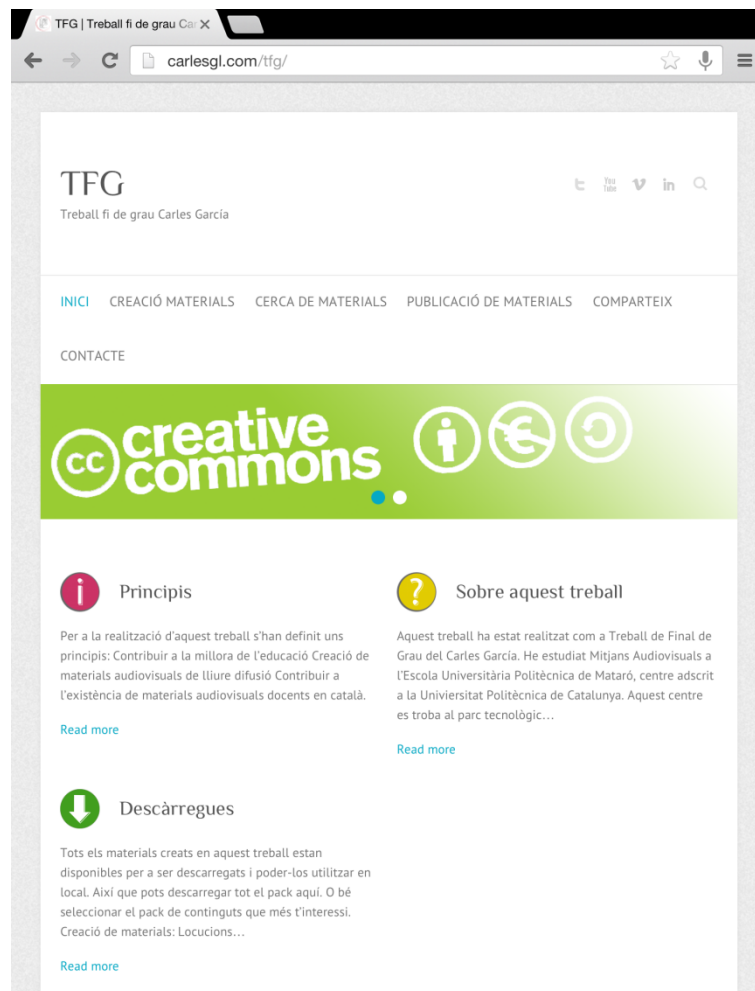 TFG | Treball fi de grau Car
carlesgl.com/tfg/
TFG
You
Tube
in
Treball fi de grau Carles García
INICI CREACIÓ MATERIALS CERCA DE MATERIALS PUBLICACIÓ DE MATERIALS COMPARTEIX
CONTACTE
cc creative
commons
Principis
Per a la realització d'aquest treball s'han definit uns
principis: Contribuir a la millora de l'educació Creació de
materials audiovisuals de lliure difusió Contribuir a
l'existència de materials audiovisuals docents en català.
Read more
Sobre aquest treball
Aquest treball ha estat realitzat com a Treball de Final de
Grau del Carles García. He estudiat Mitjans Audiovisuals a
l'Escola Universitària Politècnica de Mataró, centre adscrit
a la Univiersitat Politècnica de Catalunya. Aquest centre
es troba al parc tecnològic...
Read more
Descàrregues
Tots els materials creats en aquest treball estan
disponibles per a ser descarregats i poder-los utilitzar en
local. Així que pots descarregar tot el pack aquí. O bé
seleccionar el pack de continguts que més t'interessi.
Creació de materials: Locucions...
Read more